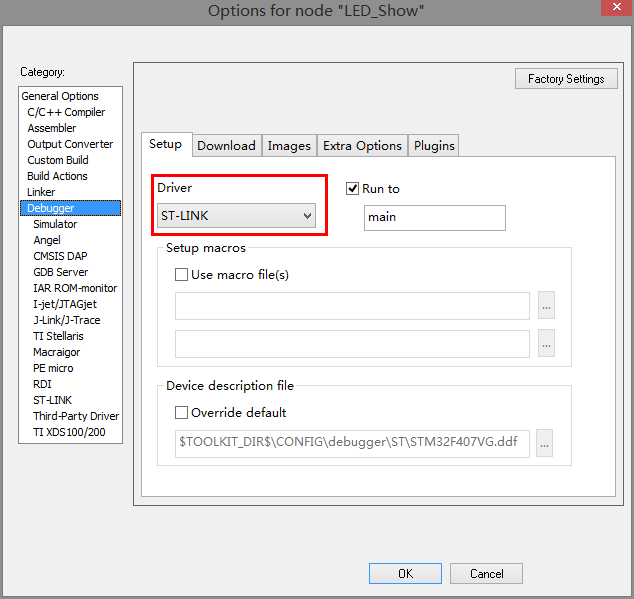 Options for node "LED_Show"
Category:
General Options
C/C++ Compiler
Assembler
Output Converter
Custom Build
Build Actions
Linker
Debugger
Simulator
Angel
CMSIS DAP
GDB Server
IAR ROM-monitor
I-jet/JTAGjet
J-Link/J-Trace
TI Stellaris
Macraigor
PE micro
RDI
ST-LINK
Third-Party Driver
TI XDS100/200
Factory Settings
Setup Download Images Extra Options Plugins
Driver
ST-LINK
Run to
main
Setup macros
Use macro file(s)
...
...
Device description file
Override default
$TOOLKIT_DIR$\CONFIG\debugger\ST\STM32F407VG.ddf
...
OK Cancel